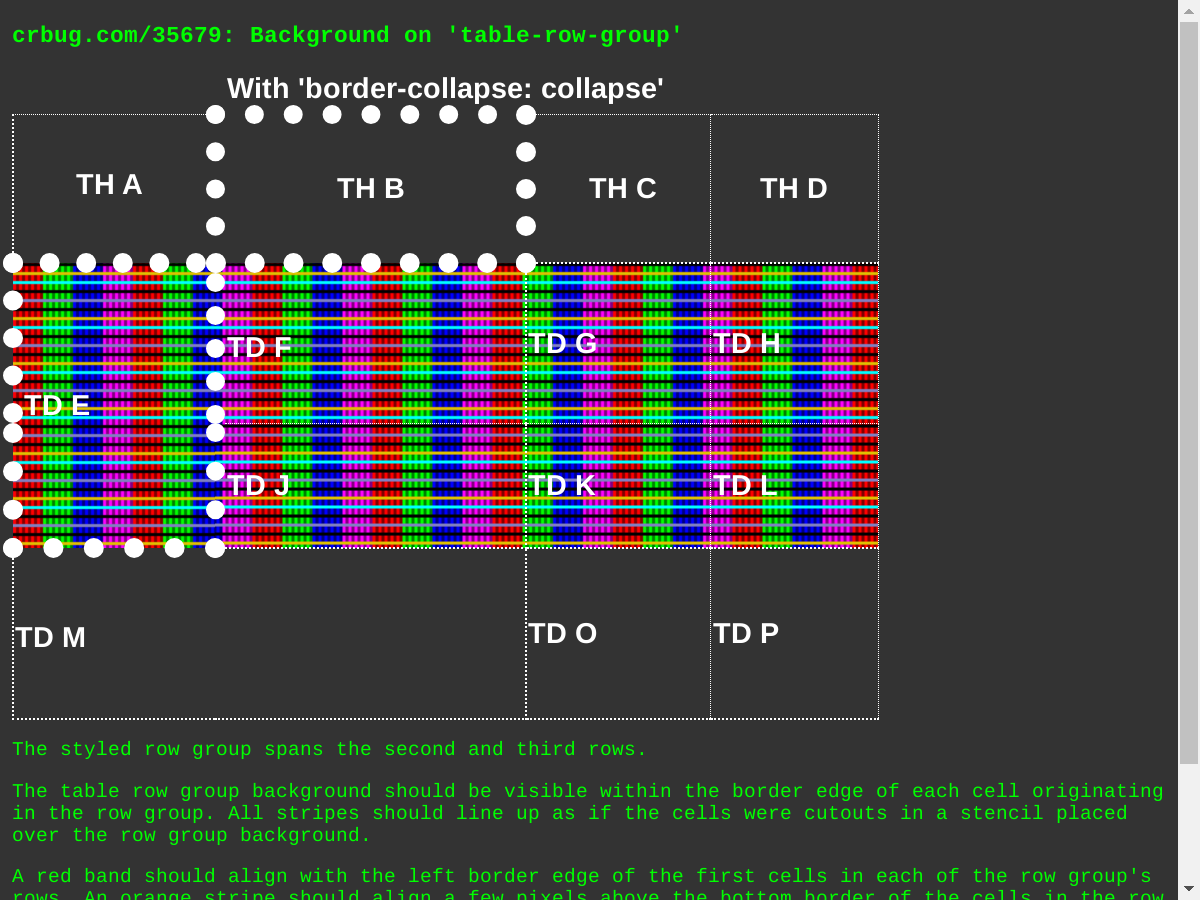 crbug.com/35679: Background on 'table-row-group'
With 'border-collapse: collapse'
TH A
TH B
TH C
TH D
TD E
TD F
TD G
TD H
TD J
TD K
TD L
TD M
TD O
TD P
The styled row group spans the second and third rows.
The table row group background should be visible within the border edge of each cell originating
in the row group. All stripes should line up as if the cells were cutouts in a stencil placed
over the row group background.
A red band should align with the left border edge of the first cells in each of the row group's
rows. An orange stripe should align a few pixels above the bottom border of the cells in the row